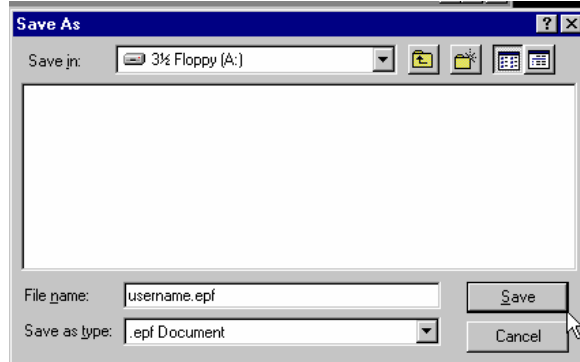 Save As
Save in: 3½ Floppy (A:)
File name: username.epf Save
Save as type: .epf Document Cancel